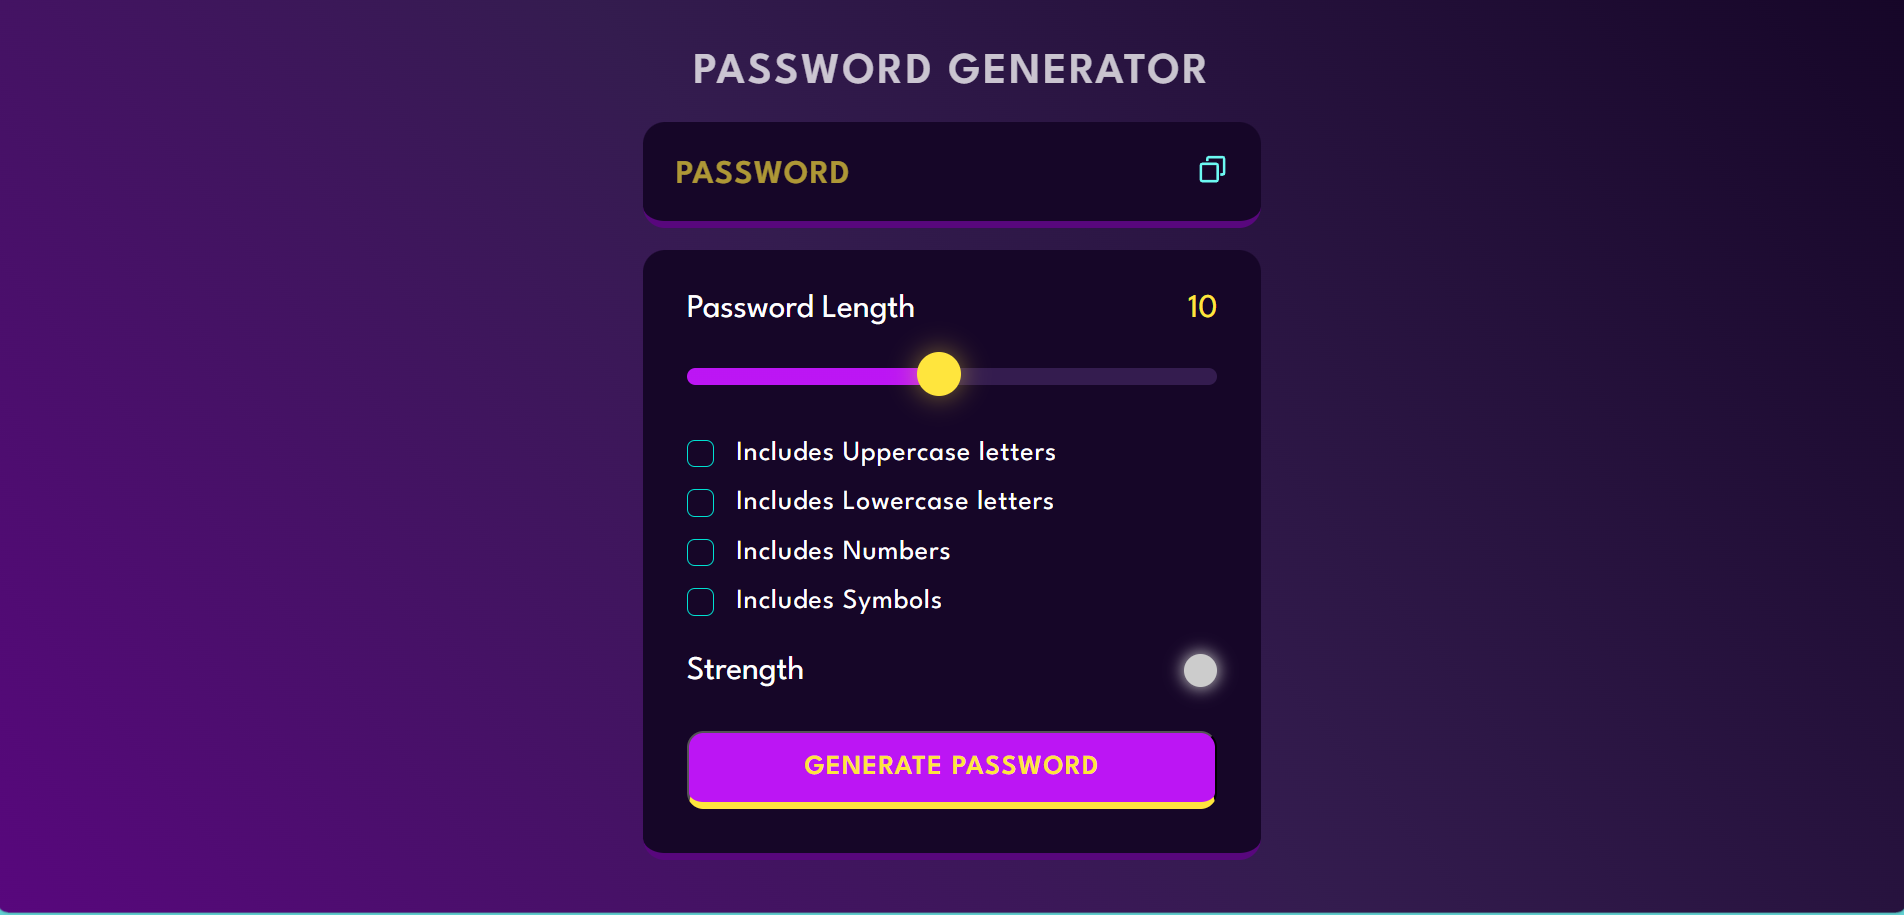 PASSWORD GENERATOR
PASSWORD
Password Length 10
Includes Uppercase letters
Includes Lowercase letters
Includes Numbers
Includes Symbols
Strength
GENERATE PASSWORD